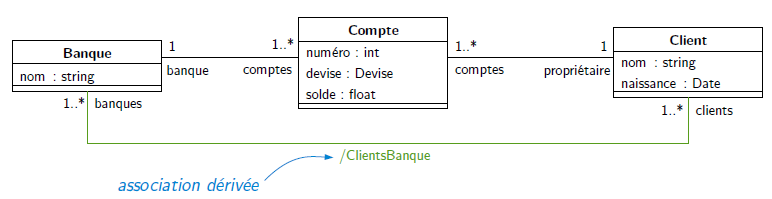 Banque
nom : string
1
banque
1..*
comptes
Compte
numéro : int
devise : Devise
solde : float
1..*
comptes
1
propriétaire
Client
nom : string
naissance : Date
1..*
banques
1..*
clients
/ClientsBanque
association dérivée